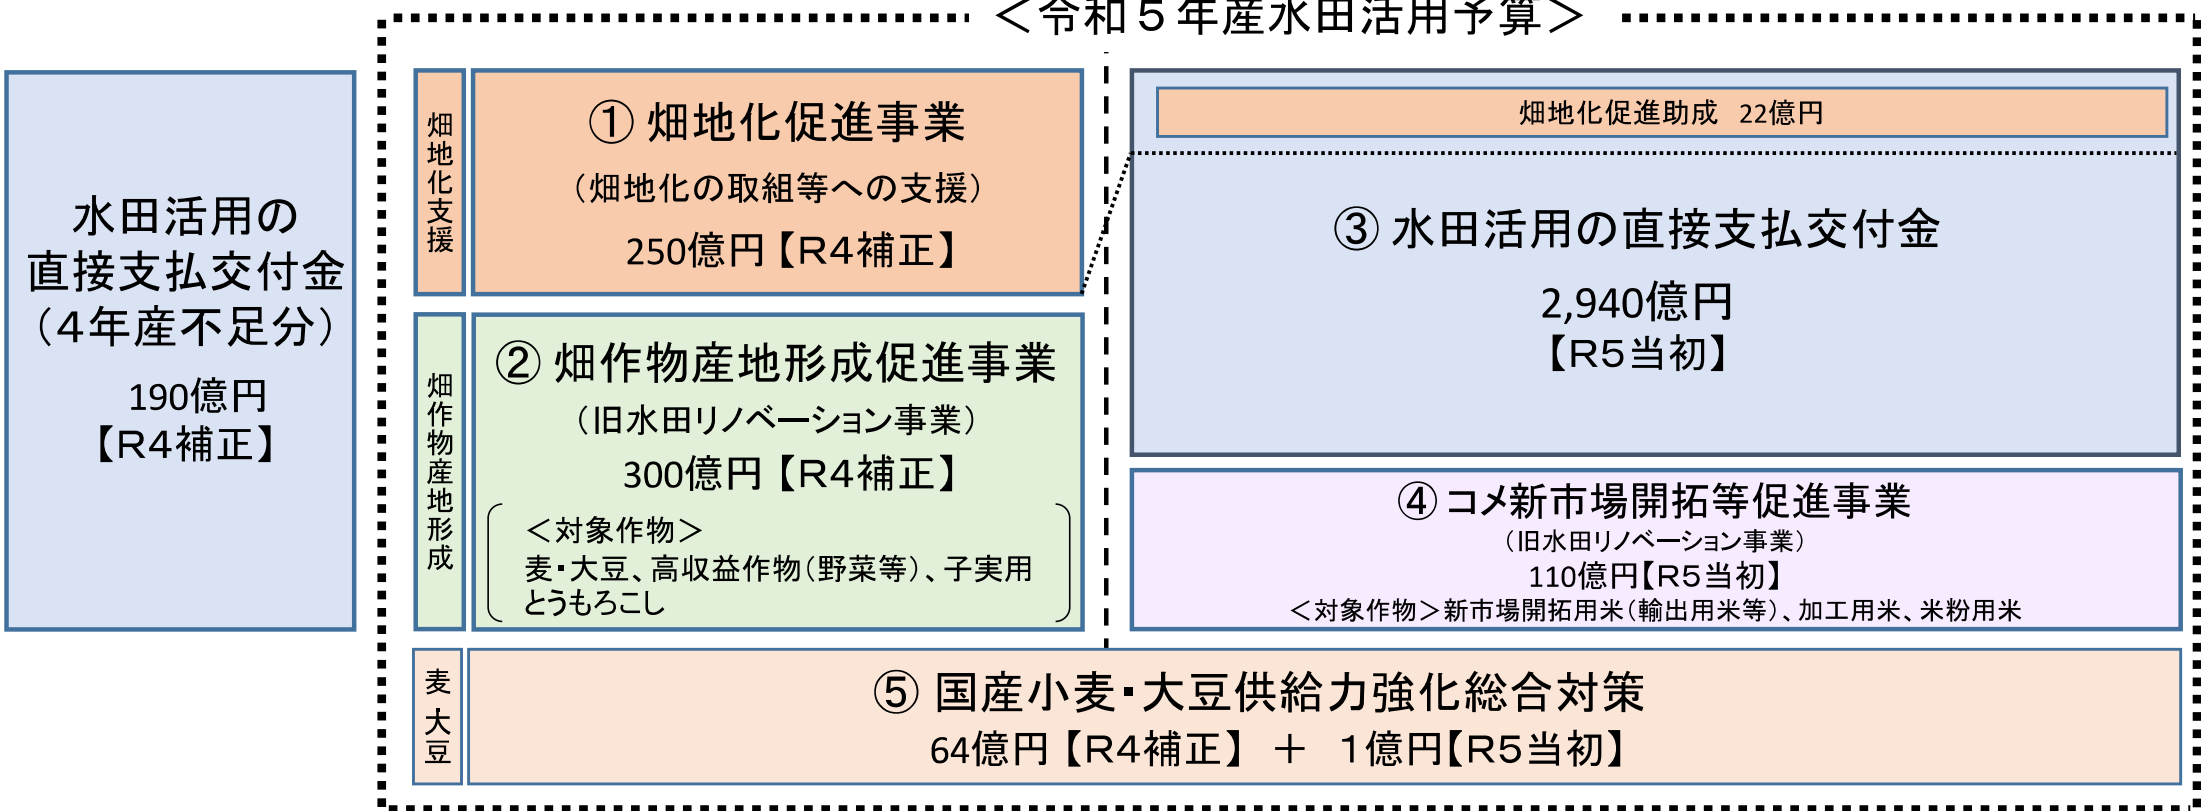 ＜令和５年産水田活用予算＞
水田活用の
直接支払交付金
（４年産不足分）
190億円
【Ｒ４補正】
畑地化支援
① 畑地化促進事業
（畑地化の取組等への支援）
250億円【Ｒ４補正】
畑作物産地形成
② 畑作物産地形成促進事業
（旧水田リノベーション事業）
300億円【Ｒ４補正】
＜対象作物＞
麦・大豆、高収益作物（野菜等）、子実用
とうもろこし
畑地化促進助成　22億円
③ 水田活用の直接支払交付金
2,940億円
【Ｒ５当初】
④ コメ新市場開拓等促進事業
（旧水田リノベーション事業）
110億円【Ｒ５当初】
＜対象作物＞新市場開拓用米（輸出用米等）、加工用米、米粉用米
麦大豆
⑤ 国産小麦・大豆供給力強化総合対策
64億円【Ｒ４補正】　＋　１億円【Ｒ５当初】